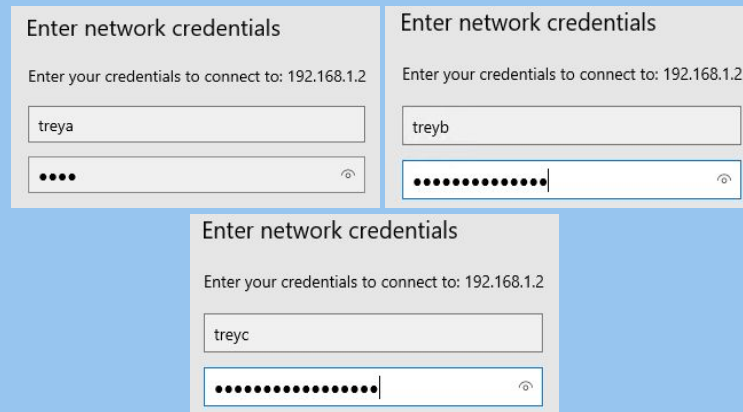 Enter network credentials
Enter your credentials to connect to: 192.168.1.2
treya
●●●●
Enter network credentials
Enter your credentials to connect to: 192.168.1.2
treyb
●●●●●●●●●●●●●●
Enter network credentials
Enter your credentials to connect to: 192.168.1.2
treyc
●●●●●●●●●●●●●●●●●